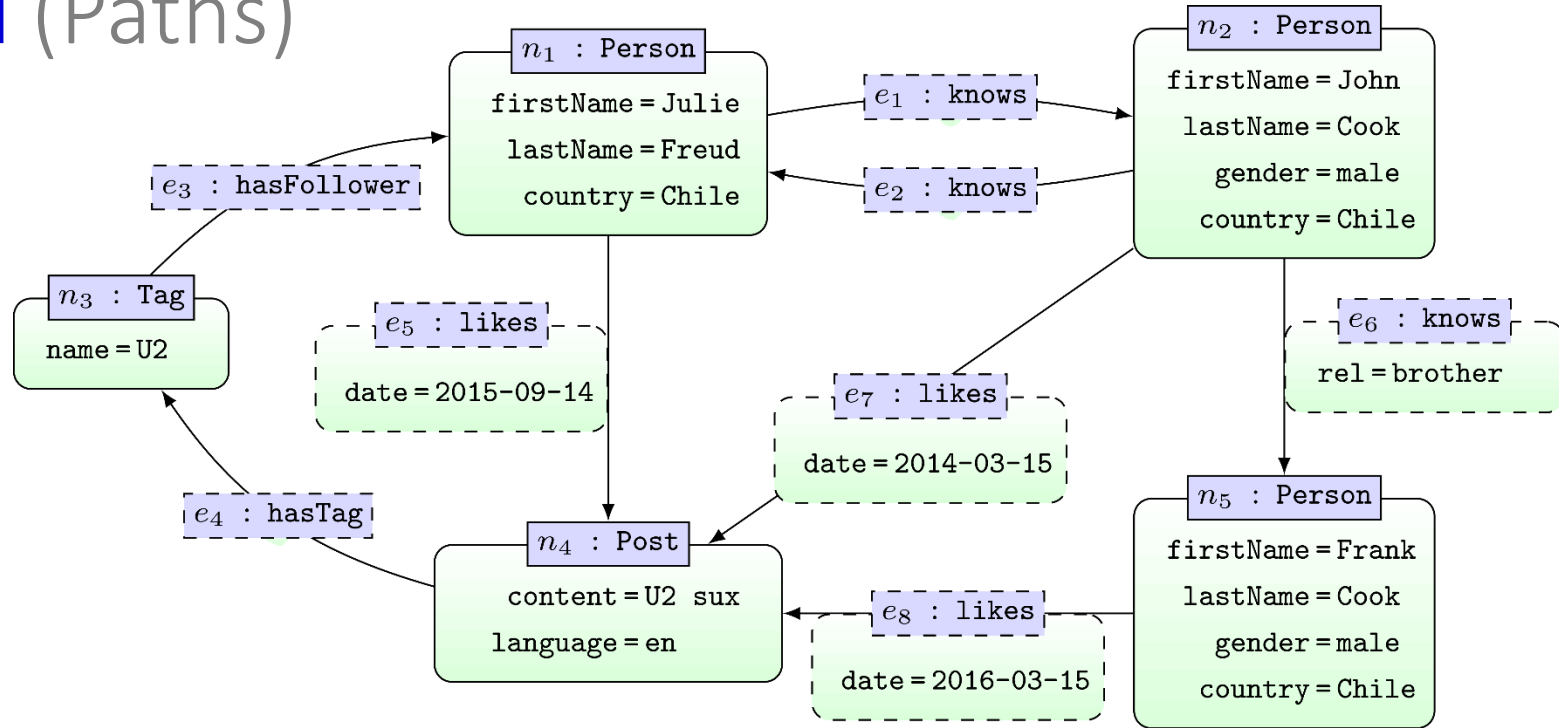 (Paths)
n₁ : Person
firstName = Julie
lastName = Freud
country = Chile
e₁ : knows
e₂ : knows
n₂ : Person
firstName = John
lastName = Cook
gender = male
country = Chile
e₃ : hasFollower
n₃ : Tag
name = U2
e₅ : likes
date = 2015-09-14
e₇ : likes
date = 2014-03-15
e₆ : knows
rel = brother
e₄ : hasTag
n₄ : Post
content = U2 sux
language = en
e₈ : likes
date = 2016-03-15
n₅ : Person
firstName = Frank
lastName = Cook
gender = male
country = Chile